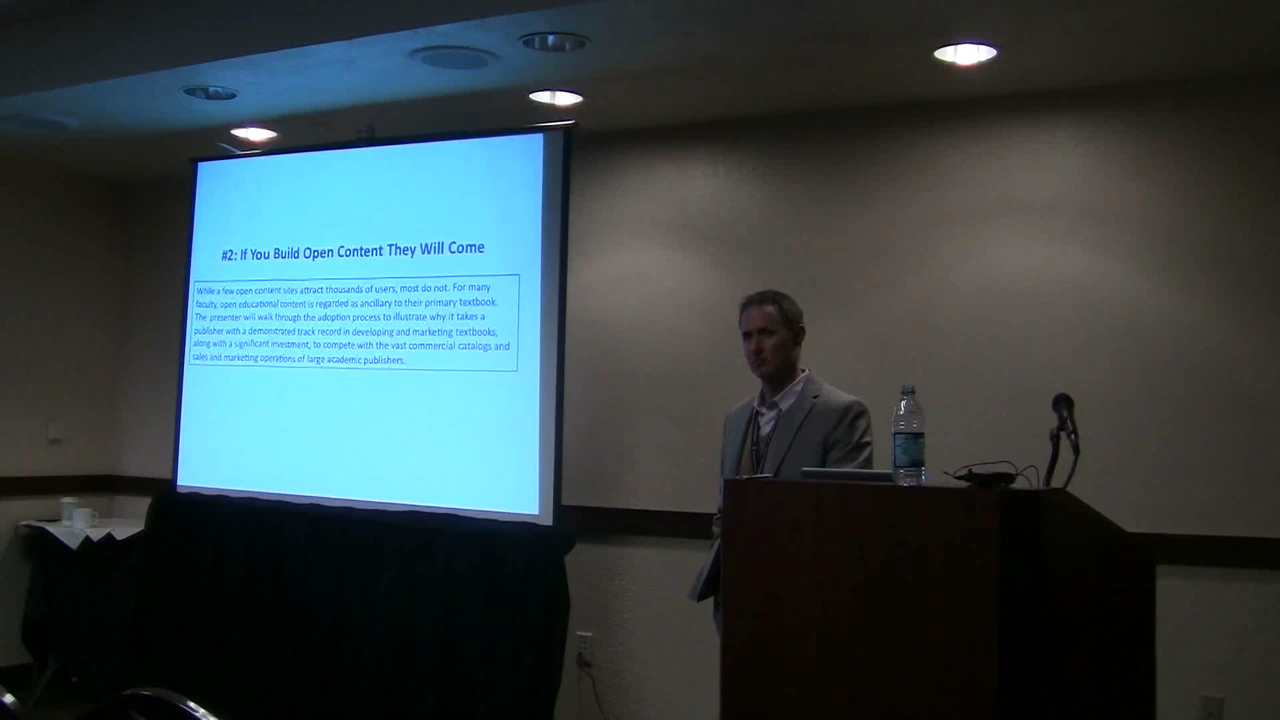 #2: If You Build Open Content They Will Come
While a few open content sites attract thousands of users, most do not. For many
faculty, open educational content is regarded as ancillary to their primary textbook.
The presenter will walk through the adoption process to illustrate why it takes a
publisher with a demonstrated track record in developing and marketing textbooks,
along with a significant investment, to compete with the vast commercial catalogs and
sales and marketing operations of large academic publishers.